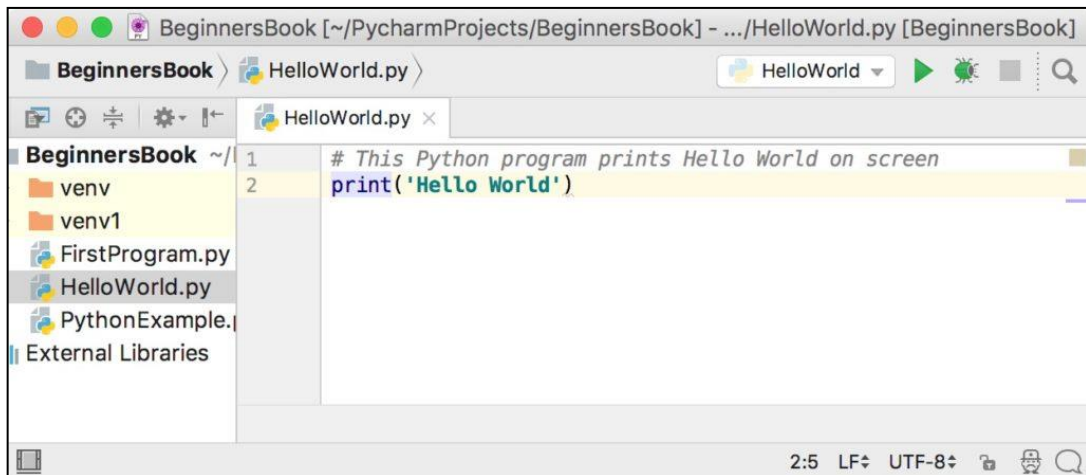 BeginnersBook [~/PycharmProjects/BeginnersBook] - .../HelloWorld.py [BeginnersBook]
BeginnersBook HelloWorld.py HelloWorld
HelloWorld.py
BeginnersBook ~/
venv
venv1
FirstProgram.py
HelloWorld.py
PythonExample.
External Libraries
1 # This Python program prints Hello World on screen
2 print('Hello World')
2:5 LF UTF-8